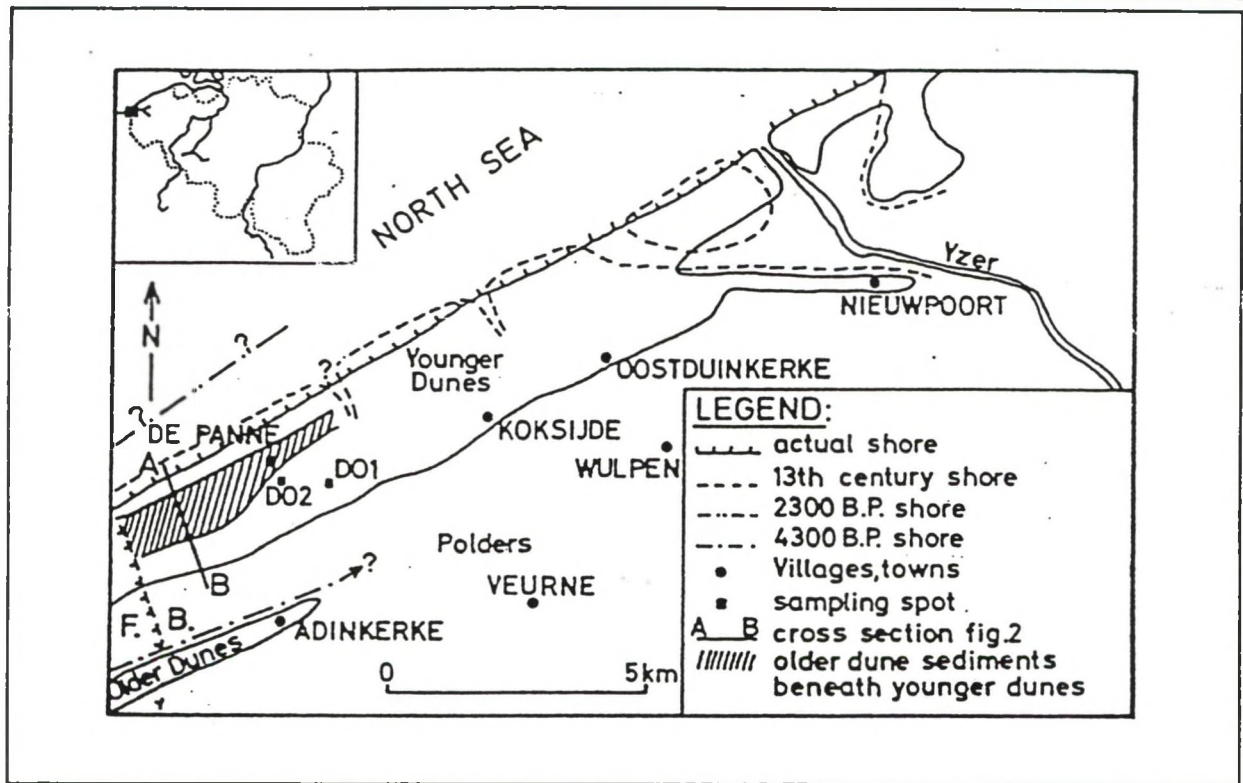 NORTH SEA
N
?
?
?
Younger
Dunes
Yzer
NIEUWPOORT
OOSTDUINKERKE
KOKSIJDE
WULPEN
DE PANNE
A
DO1
DO2
B
Polders
?
VEURNE
F. B.
ADINKERKE
Older Dunes
0 5 km
LEGEND:
actual shore
13th century shore
2300 B.P. shore
4300 B.P. shore
Villages, towns
sampling spot
A B cross section fig.2
older dune sediments
beneath younger dunes